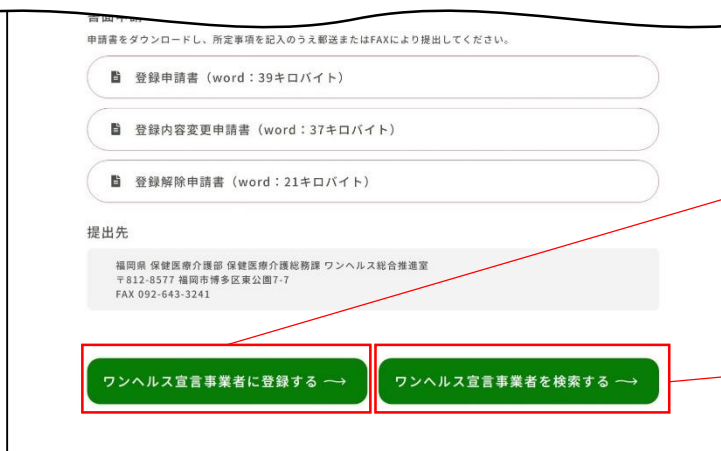 申請書をダウンロードし、所定事項を記入のうえ郵送またはFAXにより提出してください。
登録申請書（word：39キロバイト）
登録内容変更申請書（word：37キロバイト）
登録解除申請書（word：21キロバイト）
提出先
福岡県 保健医療介護部 保健医療介護総務課 ワンヘルス総合推進室
〒812-8577 福岡市博多区東公園7-7
FAX 092-643-3241
ワンヘルス宣言事業者に登録する
ワンヘルス宣言事業者を検索する